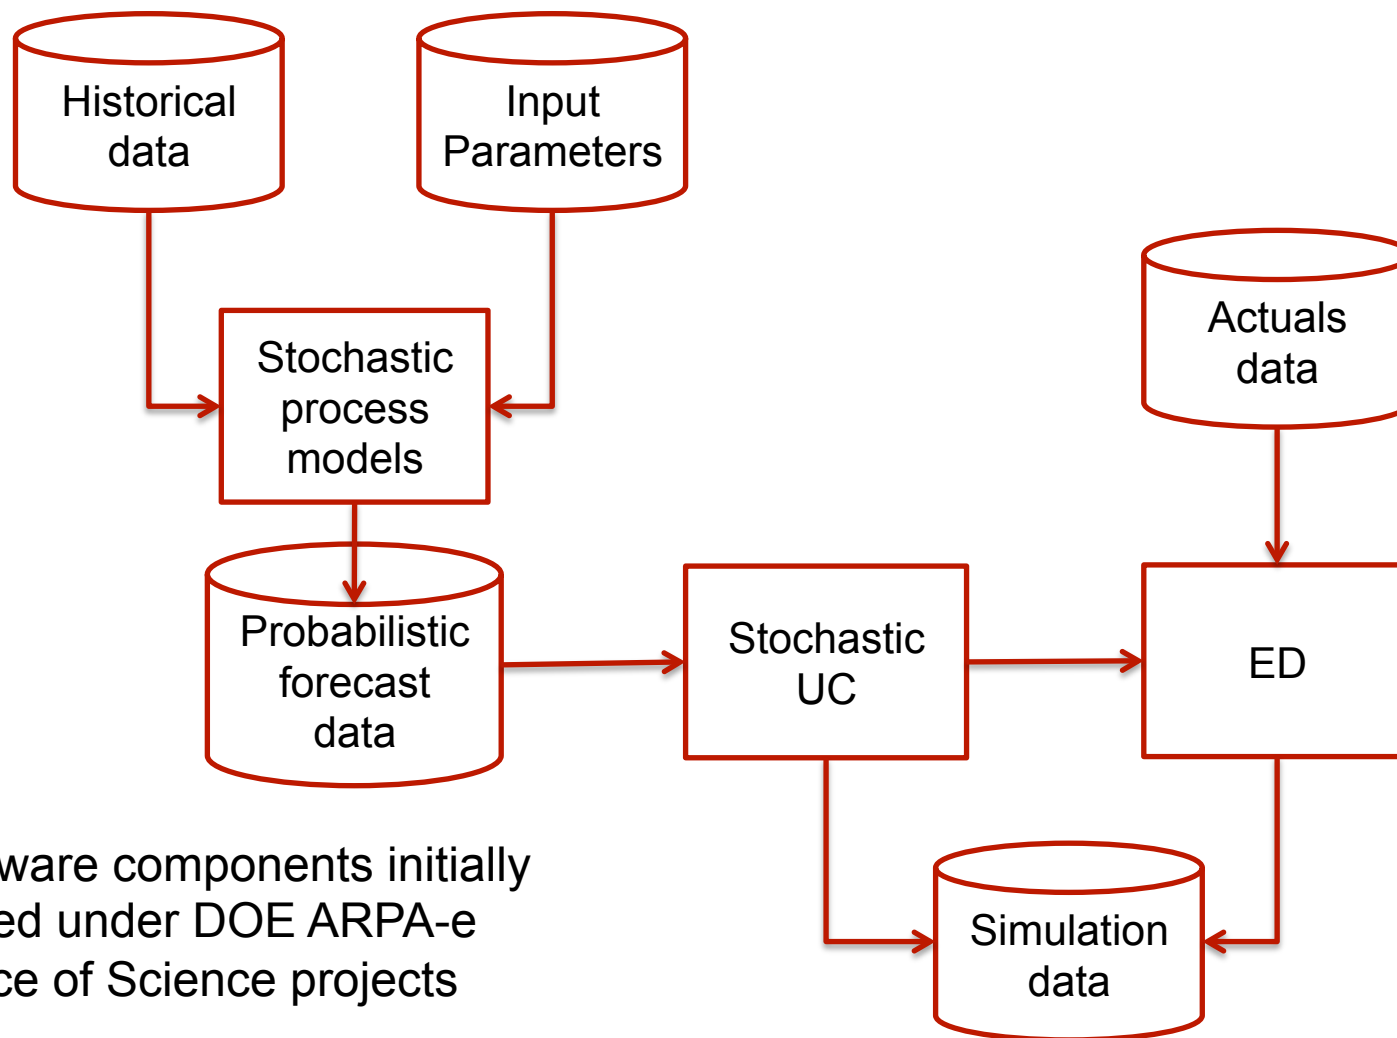 Historical
data
Input
Parameters
Actuals
data
Stochastic
process
models
Probabilistic
forecast
data
Stochastic
UC
ED
ware components initially
ed under DOE ARPA-e
ce of Science projects
Simulation
data